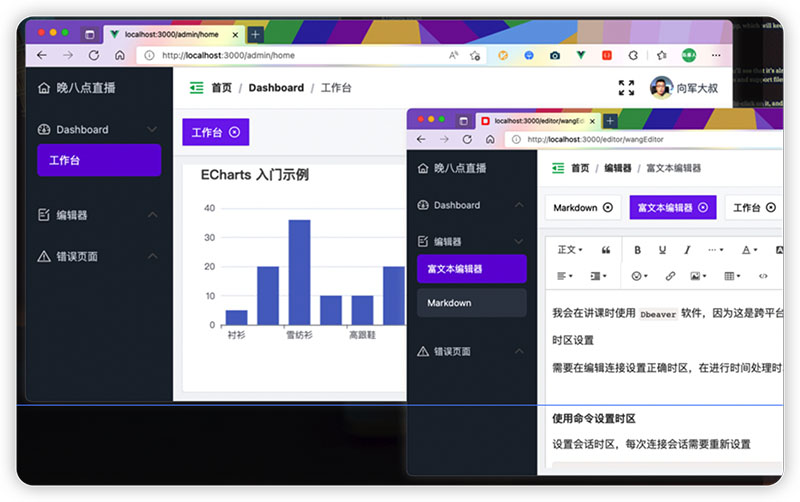 localhost:3000/admin/home
http://localhost:3000/admin/home
晚八点直播
Dashboard
工作台
编辑器
错误页面
首页 / Dashboard / 工作台
向军大叔
工作台
ECharts 入门示例
40
30
20
10
0
衬衫
雪纺衫
高跟鞋
localhost:3000/editor/wangEdi
http://localhost:3000/editor/wangEditor
晚八点直播
Dashboard
编辑器
富文本编辑器
Markdown
错误页面
首页 / 编辑器 / 富文本编辑器
Markdown
富文本编辑器
工作台
正文
B U I
A
我会在讲课时使用 Dbeaver 软件，因为这是跨平台
时区设置
需要在编辑连接设置正确时区，在进行时间处理时
使用命令设置时区
设置会话时区，每次连接会话需要重新设置